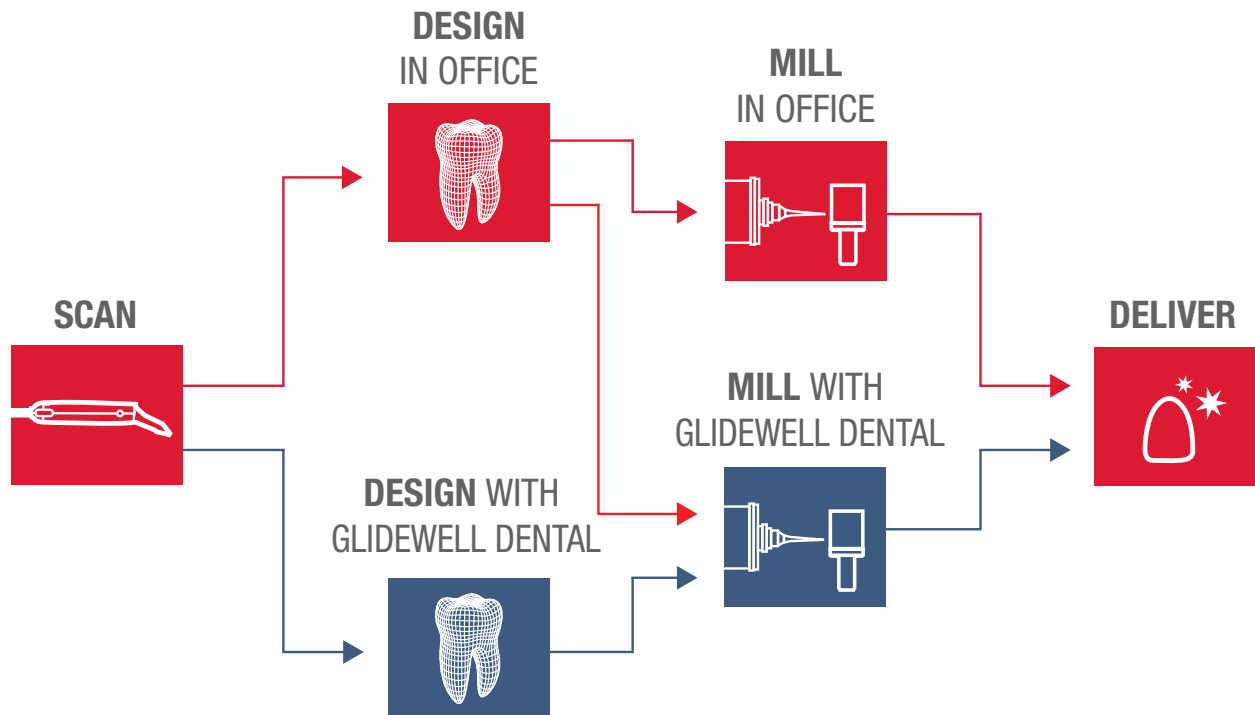 DESIGN
IN OFFICE
MILL
IN OFFICE
SCAN
DELIVER
MILL WITH
GLIDEWELL DENTAL
DESIGN WITH
GLIDEWELL DENTAL